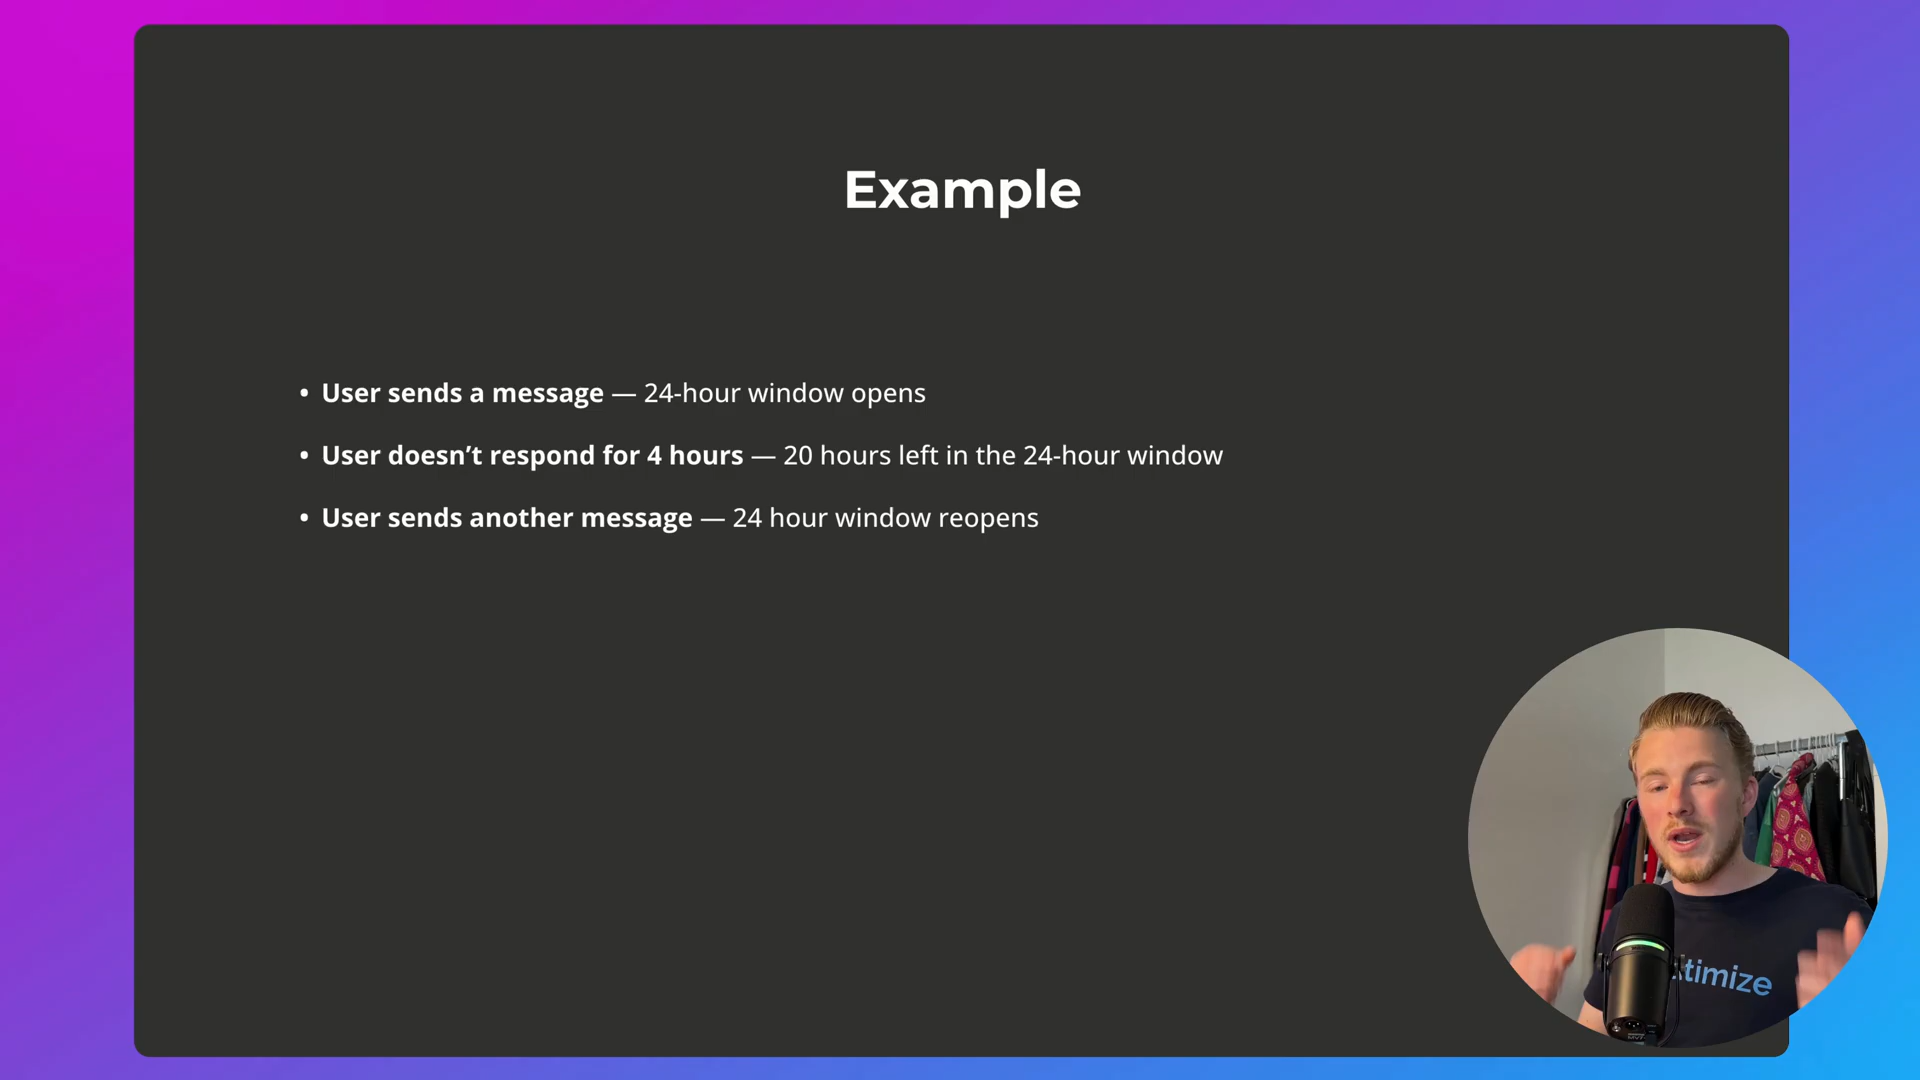 Example
• User sends a message — 24-hour window opens
• User doesn’t respond for 4 hours — 20 hours left in the 24-hour window
• User sends another message — 24 hour window reopens